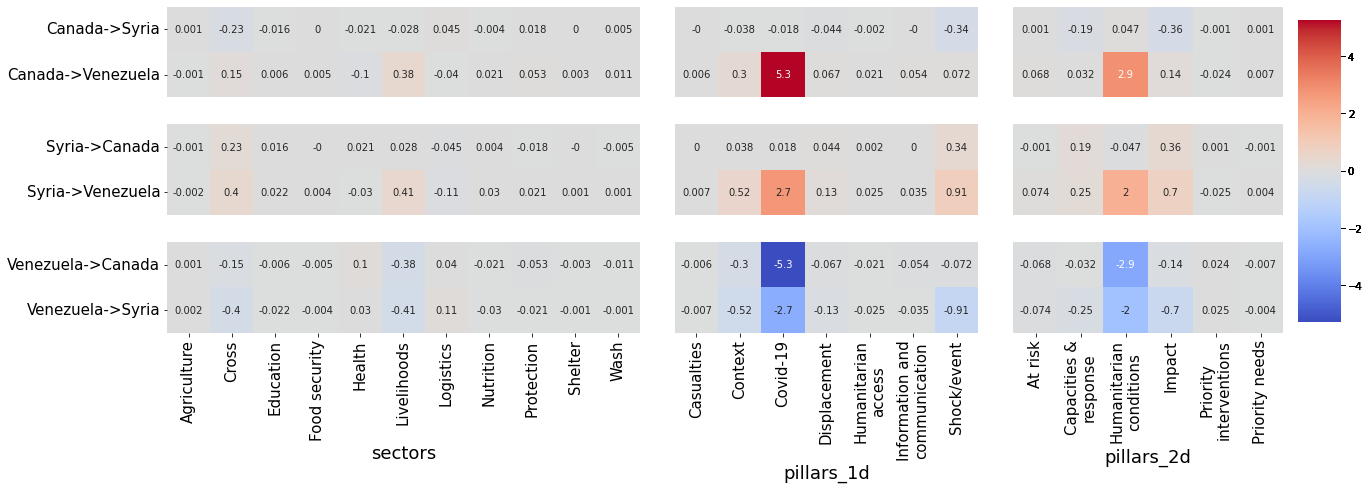 Canada->Syria 0.001 -0.23 -0.016 0 -0.021 -0.028 0.045 -0.004 0.018 0 0.005 -0 -0.038 -0.018 -0.044 -0.002 -0 -0.34 0.001 -0.19 0.047 -0.36 -0.001 0.001
Canada->Venezuela -0.001 0.15 0.006 0.005 -0.1 0.38 -0.04 0.021 0.053 0.003 0.011 0.006 0.3 5.3 0.067 0.021 0.054 0.072 0.068 0.032 2.9 0.14 -0.024 0.007
Syria->Canada -0.001 0.23 0.016 -0 0.021 0.028 -0.045 0.004 -0.018 -0 -0.005 0 0.038 0.018 0.044 0.002 0 0.34 -0.001 0.19 -0.047 0.36 0.001 -0.001
Syria->Venezuela -0.002 0.4 0.022 0.004 -0.03 0.41 -0.11 0.03 0.021 0.001 0.001 0.007 0.52 2.7 0.13 0.025 0.035 0.91 0.074 0.25 2 0.7 -0.025 0.004
Venezuela->Canada 0.001 -0.15 -0.006 -0.005 0.1 -0.38 0.04 -0.021 -0.053 -0.003 -0.011 -0.006 -0.3 -5.3 -0.067 -0.021 -0.054 -0.072 -0.068 -0.032 -2.9 -0.14 0.024 -0.007
Venezuela->Syria 0.002 -0.4 -0.022 -0.004 0.03 -0.41 0.11 -0.03 -0.021 -0.001 -0.001 -0.007 -0.52 -2.7 -0.13 -0.025 -0.035 -0.91 -0.074 -0.25 -2 -0.7 0.025 -0.004
Agriculture
Cross
Education
Food security
Health
Livelihoods
Logistics
Nutrition
Protection
Shelter
Wash
sectors
Casualties
Context
Covid-19
Displacement
Humanitarian
access
Information and
communication
Shock/event
pillars_1d
At risk
Capacities &
response
Humanitarian
conditions
Impact
Priority
interventions
Priority needs
pillars_2d
4
2
0
−2
−4